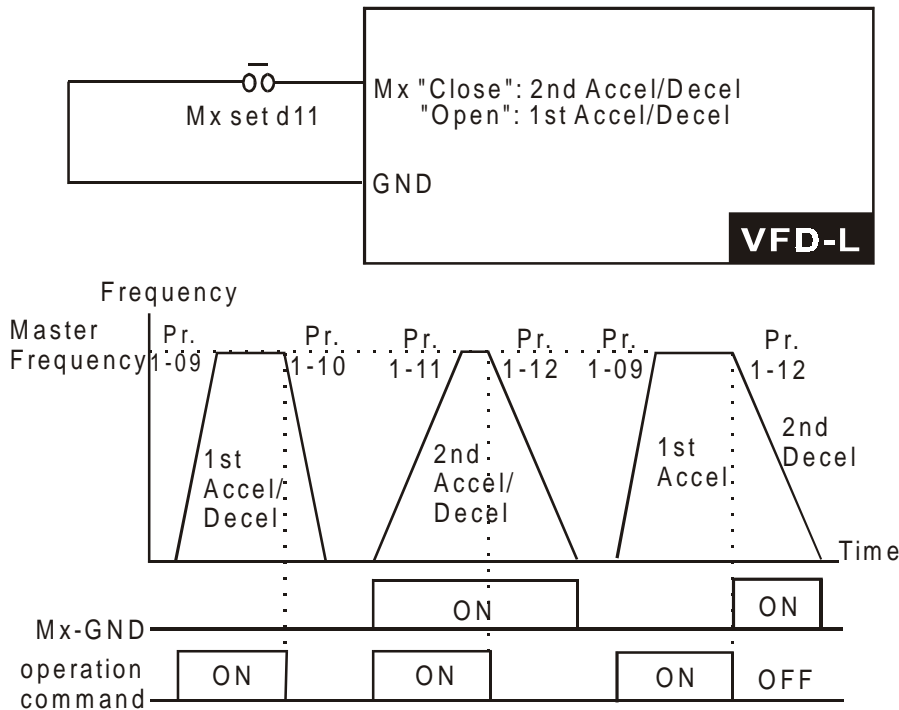 Mx "Close": 2nd Accel/Decel
"Open": 1st Accel/Decel
Mx set d11
GND
VFD-L
Frequency
Master
Frequency
Pr.
1-09
Pr.
1-10
Pr.
1-11
Pr.
1-12
Pr.
1-09
Pr.
1-12
1st
Accel/
Decel
2nd
Accel/
Decel
1st
Accel
2nd
Decel
Time
Mx-GND
ON
ON
operation
command
ON
ON
ON
OFF